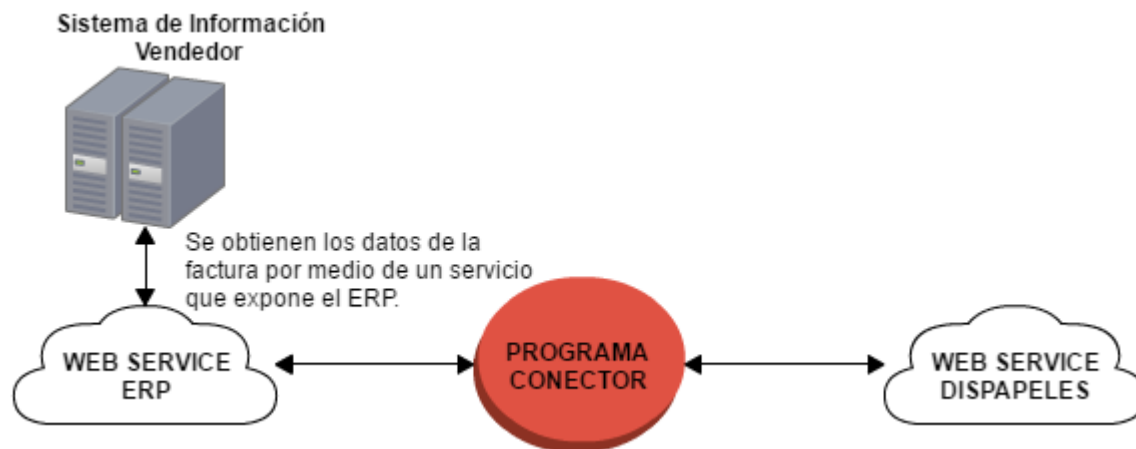 Sistema de Información
Vendedor
Se obtienen los datos de la
factura por medio de un servicio
que expone el ERP.
WEB SERVICE
ERP
PROGRAMA
CONECTOR
WEB SERVICE
DISPAPELES